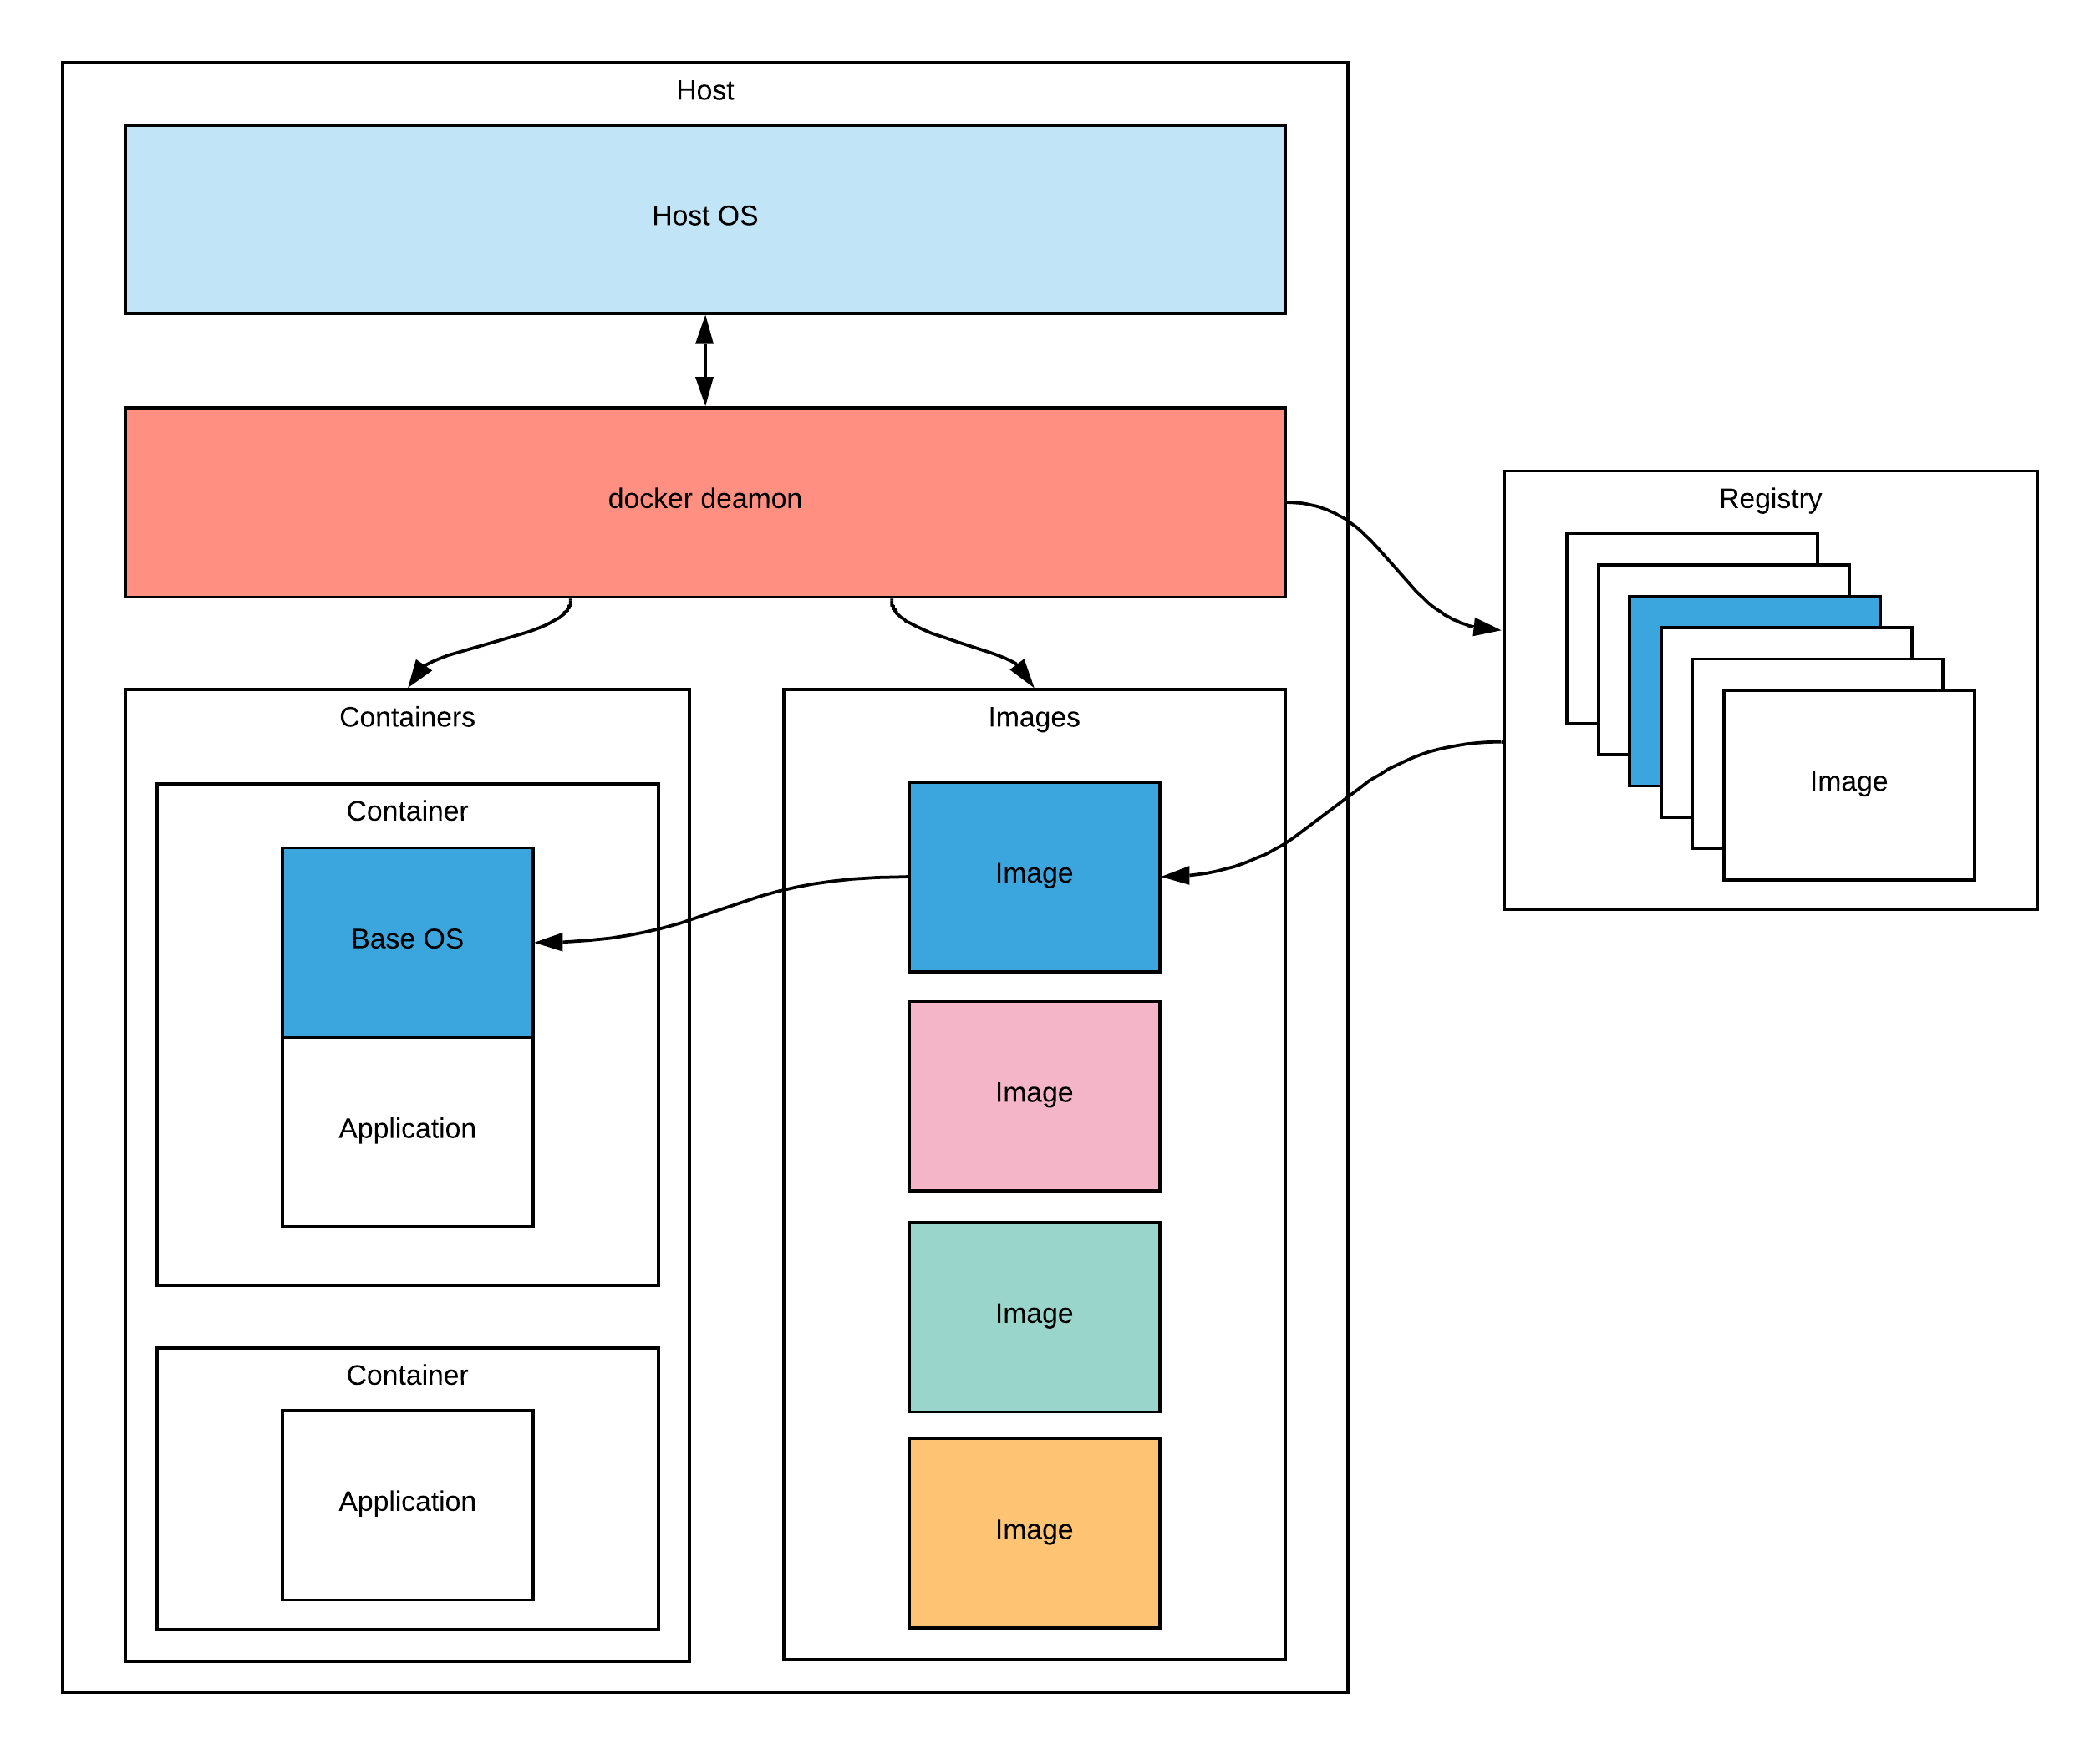 Host
Host OS
docker deamon
Registry
Image
Containers
Container
Base OS
Application
Container
Application
Images
Image
Image
Image
Image